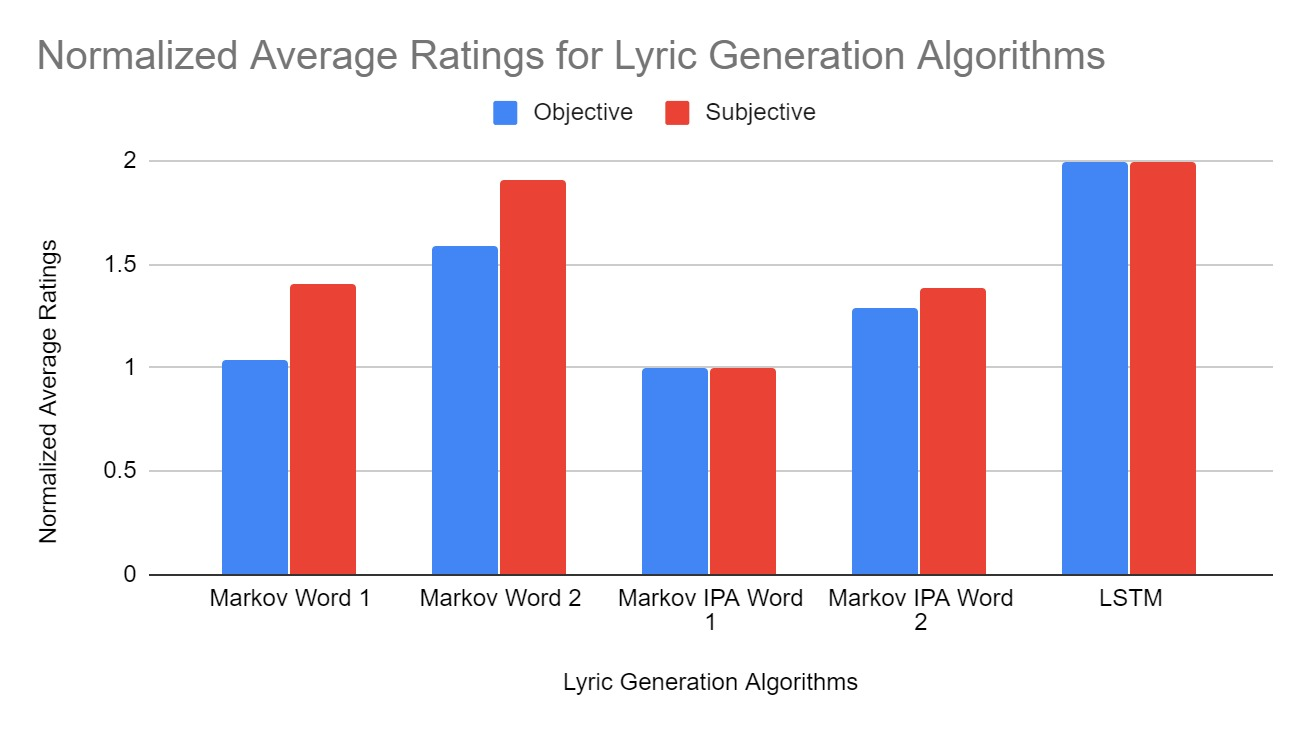 Normalized Average Ratings for Lyric Generation Algorithms
Objective
Subjective
Normalized Average Ratings
2
1.5
1
0.5
0
Markov Word 1
Markov Word 2
Markov IPA Word
1
Markov IPA Word
2
LSTM
Lyric Generation Algorithms